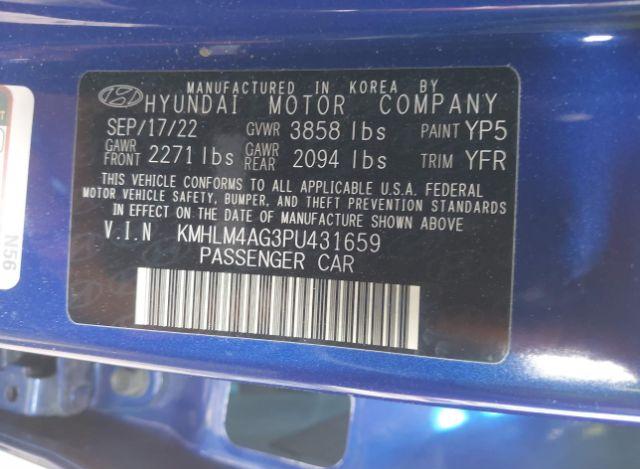 MANUFACTURED IN KOREA BY
HYUNDAI MOTOR COMPANY
SEP/17/22 GVWR 3858 lbs PAINT YP5
GAWR FRONT 2271 lbs GAWR REAR 2094 lbs TRIM YFR
THIS VEHICLE CONFORMS TO ALL APPLICABLE U.S.A. FEDERAL
MOTOR VEHICLE SAFETY, BUMPER, AND THEFT PREVENTION STANDARDS
IN EFFECT ON THE DATE OF MANUFACTURE SHOWN ABOVE
V.I.N KMHLM4AG3PU431659
PASSENGER CAR
N56